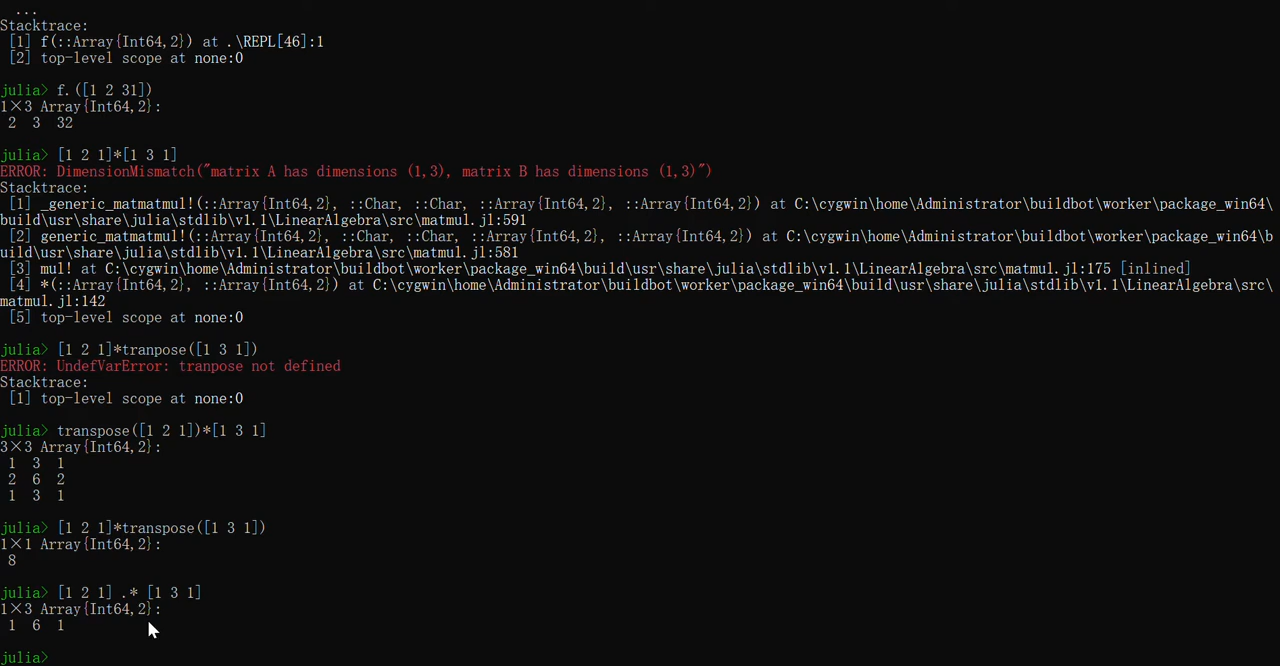 ...
Stacktrace:
[1] f(::Array{Int64,2}) at .\REPL[46]:1
[2] top-level scope at none:0
julia> f.([1 2 31])
1×3 Array{Int64,2}:
2 3 32
julia> [1 2 1]*[1 3 1]
ERROR: DimensionMismatch("matrix A has dimensions (1,3), matrix B has dimensions (1,3)")
Stacktrace:
[1] _generic_matmatmul!(::Array{Int64,2}, ::Char, ::Char, ::Array{Int64,2}, ::Array{Int64,2}) at C:\cygwin\home\Administrator\buildbot\worker\package_win64\
build\usr\share\julia\stdlib\v1.1\LinearAlgebra\src\matmul.jl:591
[2] generic_matmatmul!(::Array{Int64,2}, ::Char, ::Char, ::Array{Int64,2}, ::Array{Int64,2}) at C:\cygwin\home\Administrator\buildbot\worker\package_win64\b
uild\usr\share\julia\stdlib\v1.1\LinearAlgebra\src\matmul.jl:581
[3] mul! at C:\cygwin\home\Administrator\buildbot\worker\package_win64\build\usr\share\julia\stdlib\v1.1\LinearAlgebra\src\matmul.jl:175 [inlined]
[4] *(::Array{Int64,2}, ::Array{Int64,2}) at C:\cygwin\home\Administrator\buildbot\worker\package_win64\build\usr\share\julia\stdlib\v1.1\LinearAlgebra\src\
matmul.jl:142
[5] top-level scope at none:0
julia> [1 2 1]*tranpose([1 3 1])
ERROR: UndefVarError: tranpose not defined
Stacktrace:
[1] top-level scope at none:0
julia> transpose([1 2 1])*[1 3 1]
3×3 Array{Int64,2}:
1 3 1
2 6 2
1 3 1
julia> [1 2 1]*transpose([1 3 1])
1×1 Array{Int64,2}:
8
julia> [1 2 1] .* [1 3 1]
1×3 Array{Int64,2}:
1 6 1
julia>